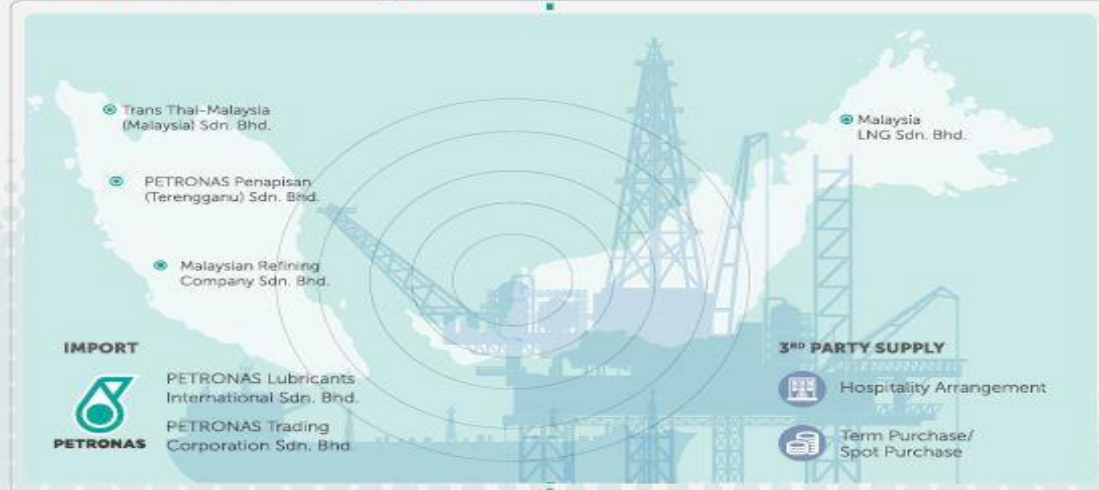 Trans Thai-Malaysia
(Malaysia) Sdn. Bhd.
PETRONAS Penapisan
(Terengganu) Sdn. Bhd.
Malaysian Refining
Company Sdn. Bhd.
Malaysia
LNG Sdn. Bhd.
IMPORT
PETRONAS
PETRONAS Lubricants
International Sdn. Bhd.
PETRONAS Trading
Corporation Sdn. Bhd.
3RD PARTY SUPPLY
Hospitality Arrangement
Term Purchase/
Spot Purchase